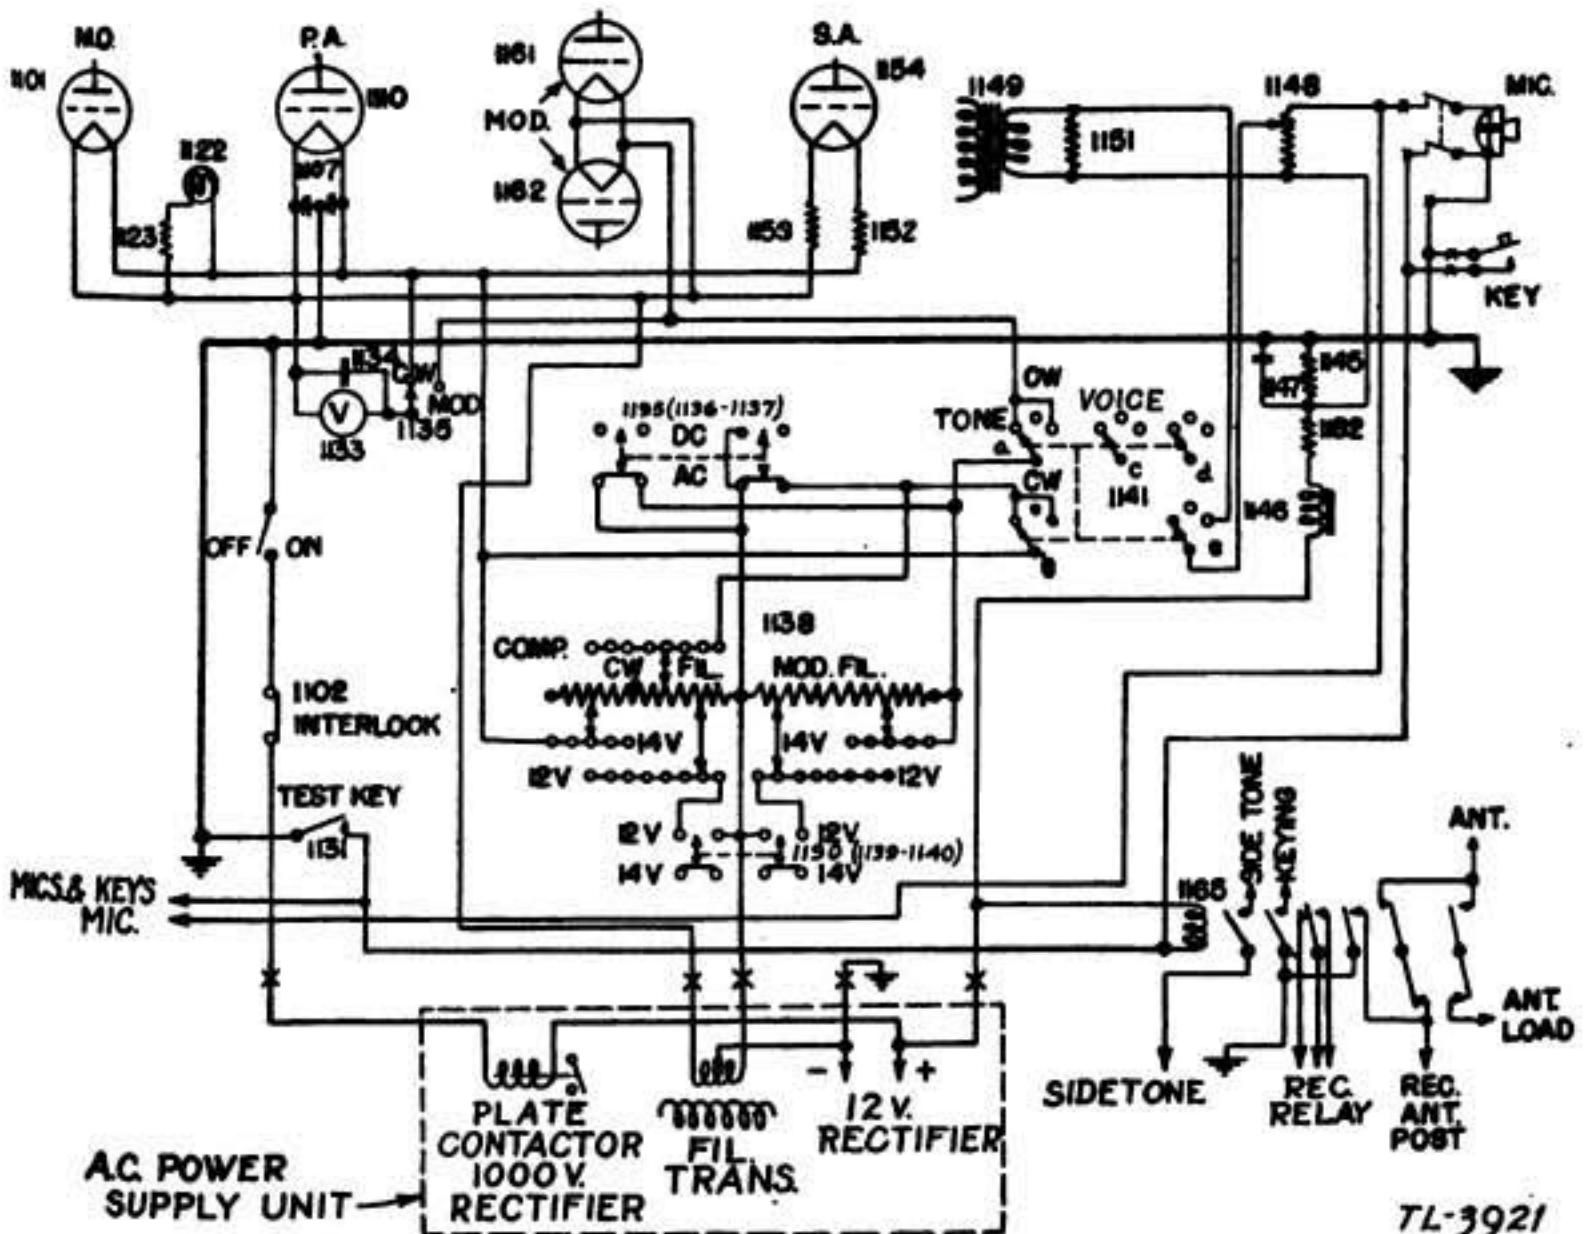 M.O.
P.A.
S.A.
1101
1110
1161
1154
1149
1148
MIC.
MOD.
1122
1107
1151
1162
1123
1159
1152
KEY
1134
CW
MOD
1133
1135
1195(1136-1137)
DC
AC
CW
TONE
VOICE
1147
1145
1182
a
c
d
CW
1141
1146
e
OFF
ON
1138
COMP.
CW FIL.
MOD. FIL.
1102
INTERLOOK
14V
14V
12V
12V
TEST KEY
1131
12V
12V
1190 (1139-1140)
14V
14V
SIDE TONE
KEYING
ANT.
MICS. & KEYS
MIC.
1165
ANT.
LOAD
- +
PLATE
CONTACTOR
1000 V.
RECTIFIER
FIL.
TRANS.
12 V.
RECTIFIER
SIDETONE
REC.
RELAY
REC.
ANT.
POST
A.C. POWER
SUPPLY UNIT
V
TL-3921